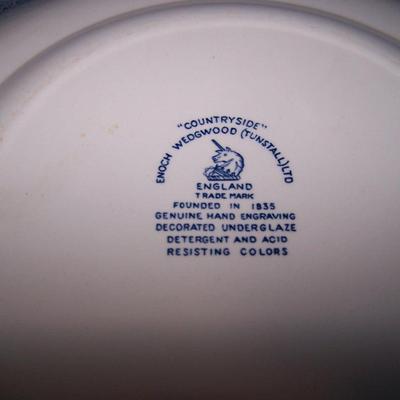 "COUNTRYSIDE"
ENOCH WEDGWOOD (TUNSTALL) LTD
ENGLAND
TRADE MARK
FOUNDED IN 1835
GENUINE HAND ENGRAVING
DECORATED UNDERGLAZE
DETERGENT AND ACID
RESISTING COLORS